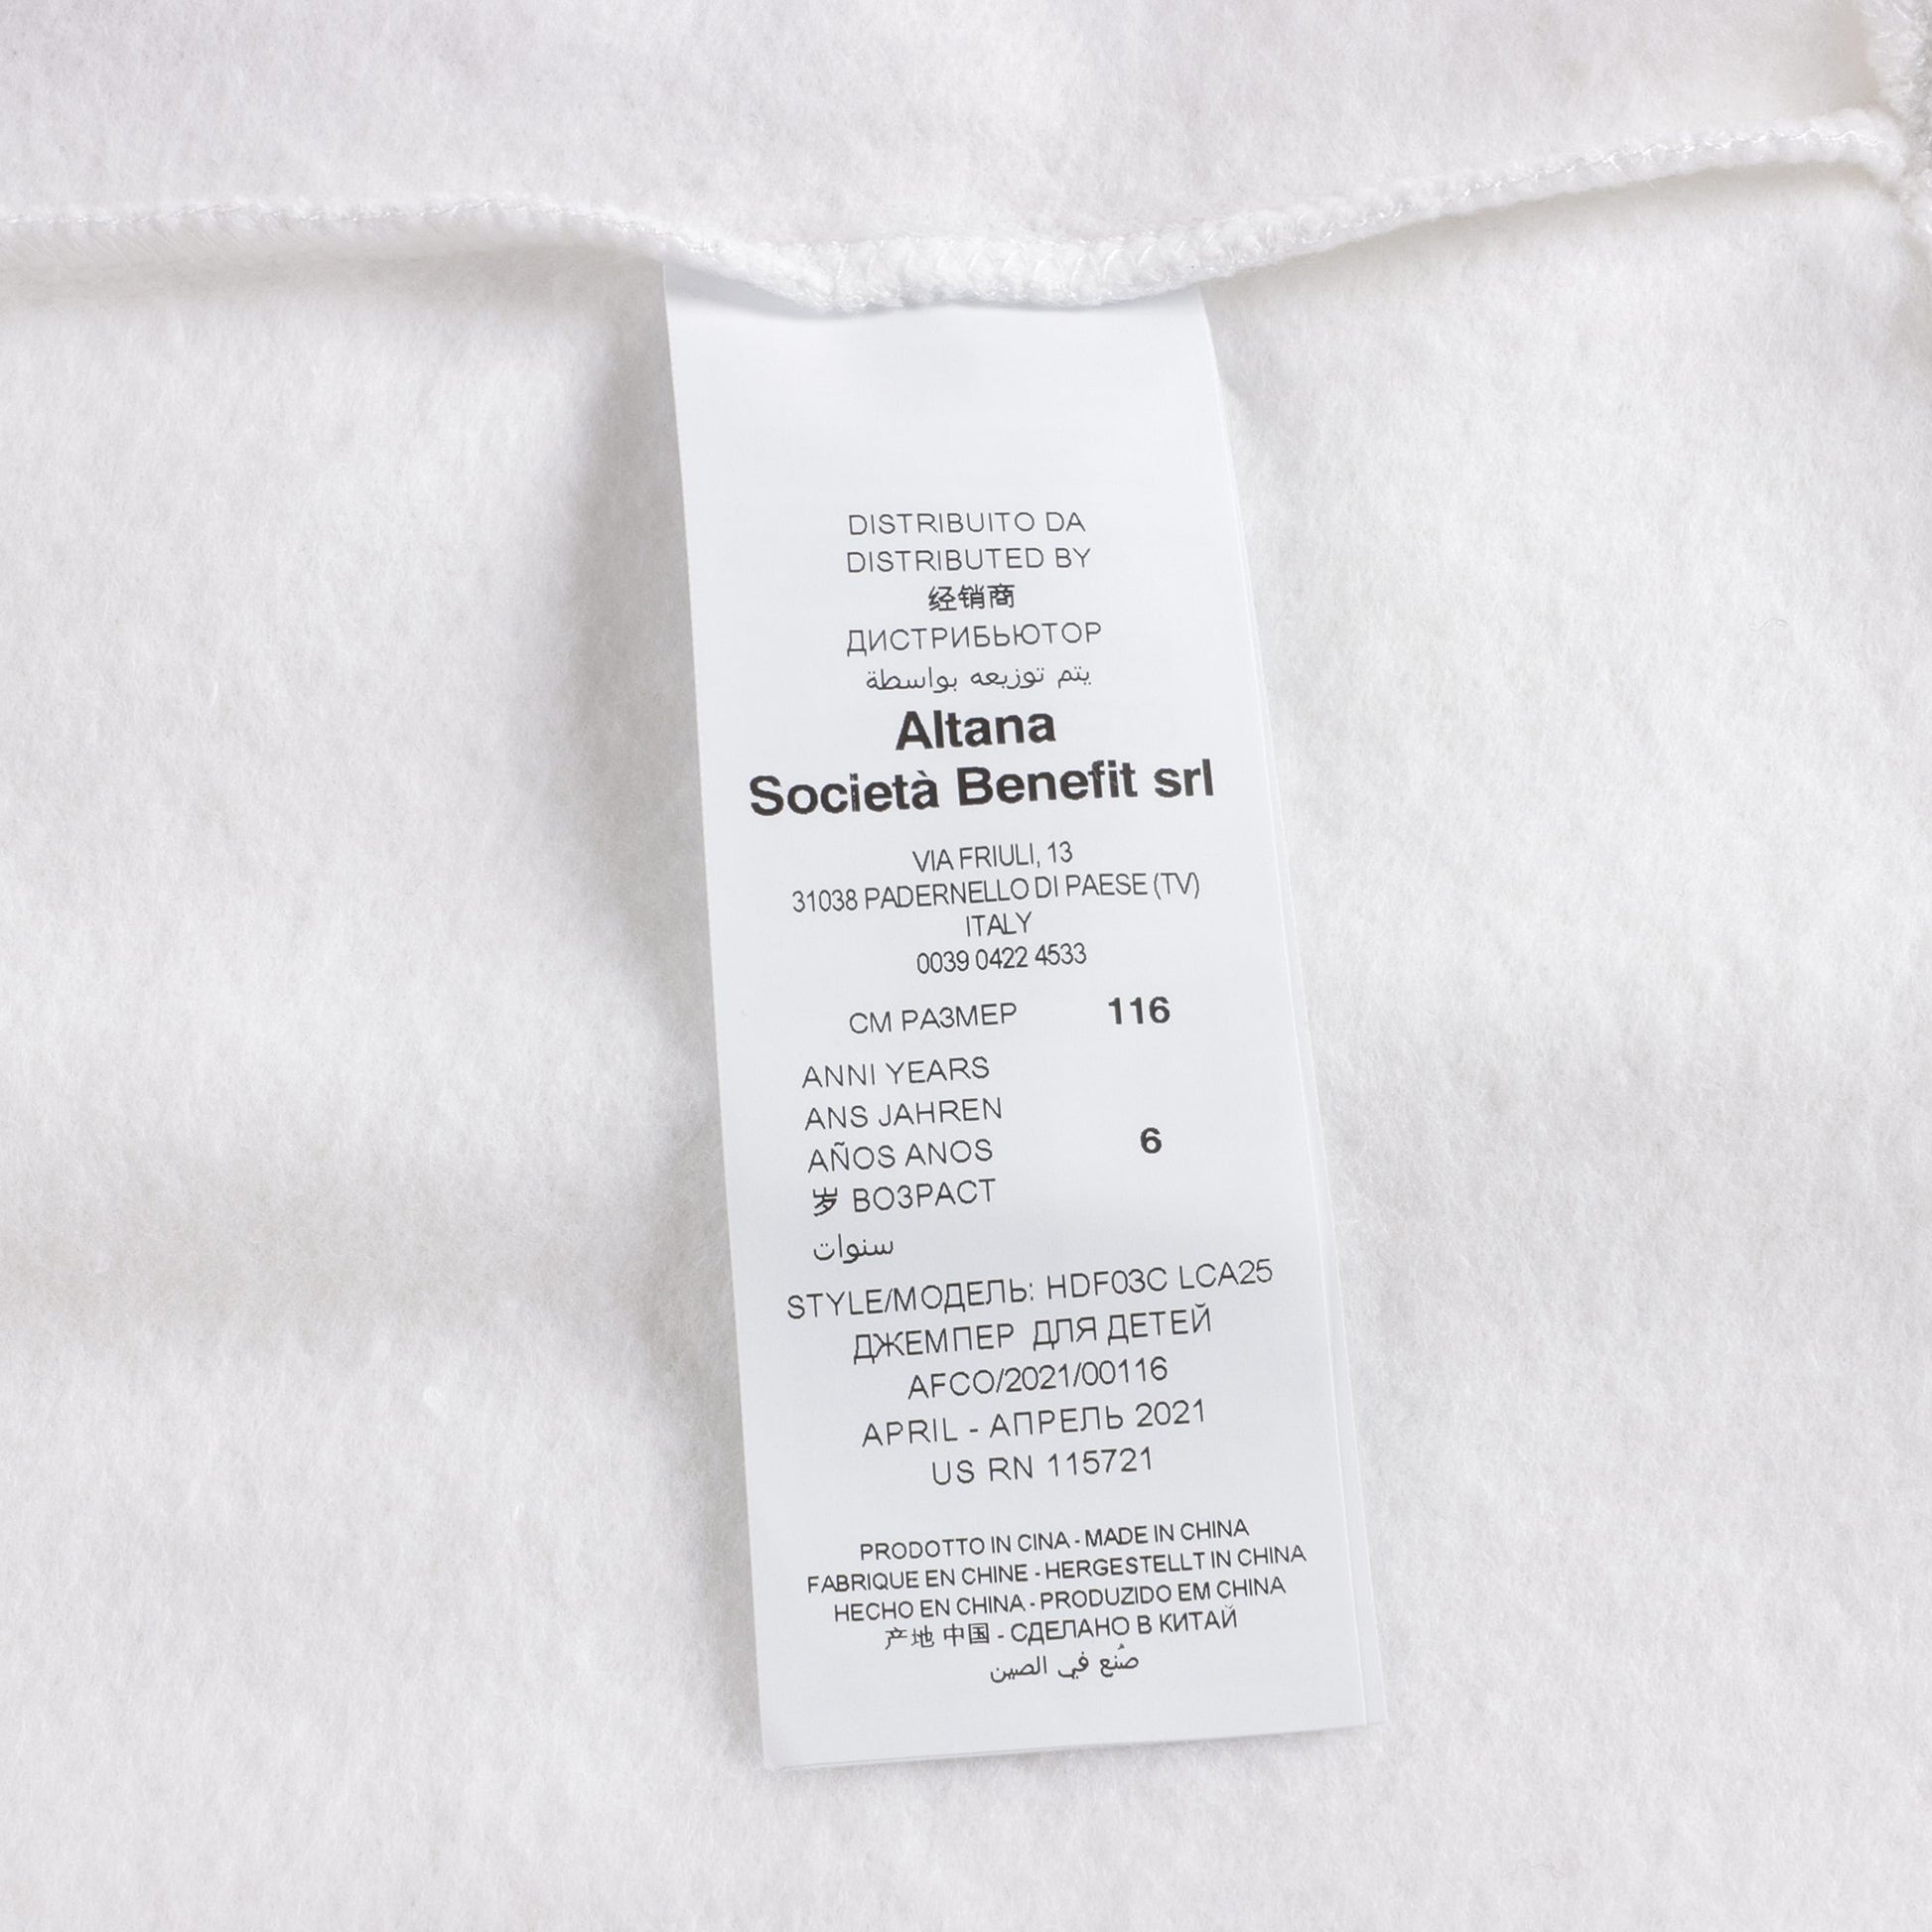 DISTRIBUITO DA
DISTRIBUTED BY
经销商
ДИСТРИБЬЮТОР
يتم توزيعه بواسطة
Altana
Società Benefit srl
VIA FRIULI, 13
31038 PADERNELLO DI PAESE (TV)
ITALY
0039 0422 4533
СМ РАЗМЕР 116
ANNI YEARS
ANS JAHREN
AÑOS ANOS 6
岁 ВОЗРАСТ
سنوات
STYLE/МОДЕЛЬ: HDF03C LCA25
ДЖЕМПЕР ДЛЯ ДЕТЕЙ
AFCO/2021/00116
APRIL - АПРЕЛЬ 2021
US RN 115721
PRODOTTO IN CINA - MADE IN CHINA
FABRIQUE EN CHINE - HERGESTELLT IN CHINA
HECHO EN CHINA - PRODUZIDO EM CHINA
产地 中国 - СДЕЛАНО В КИТАЙ
صُنع في الصين